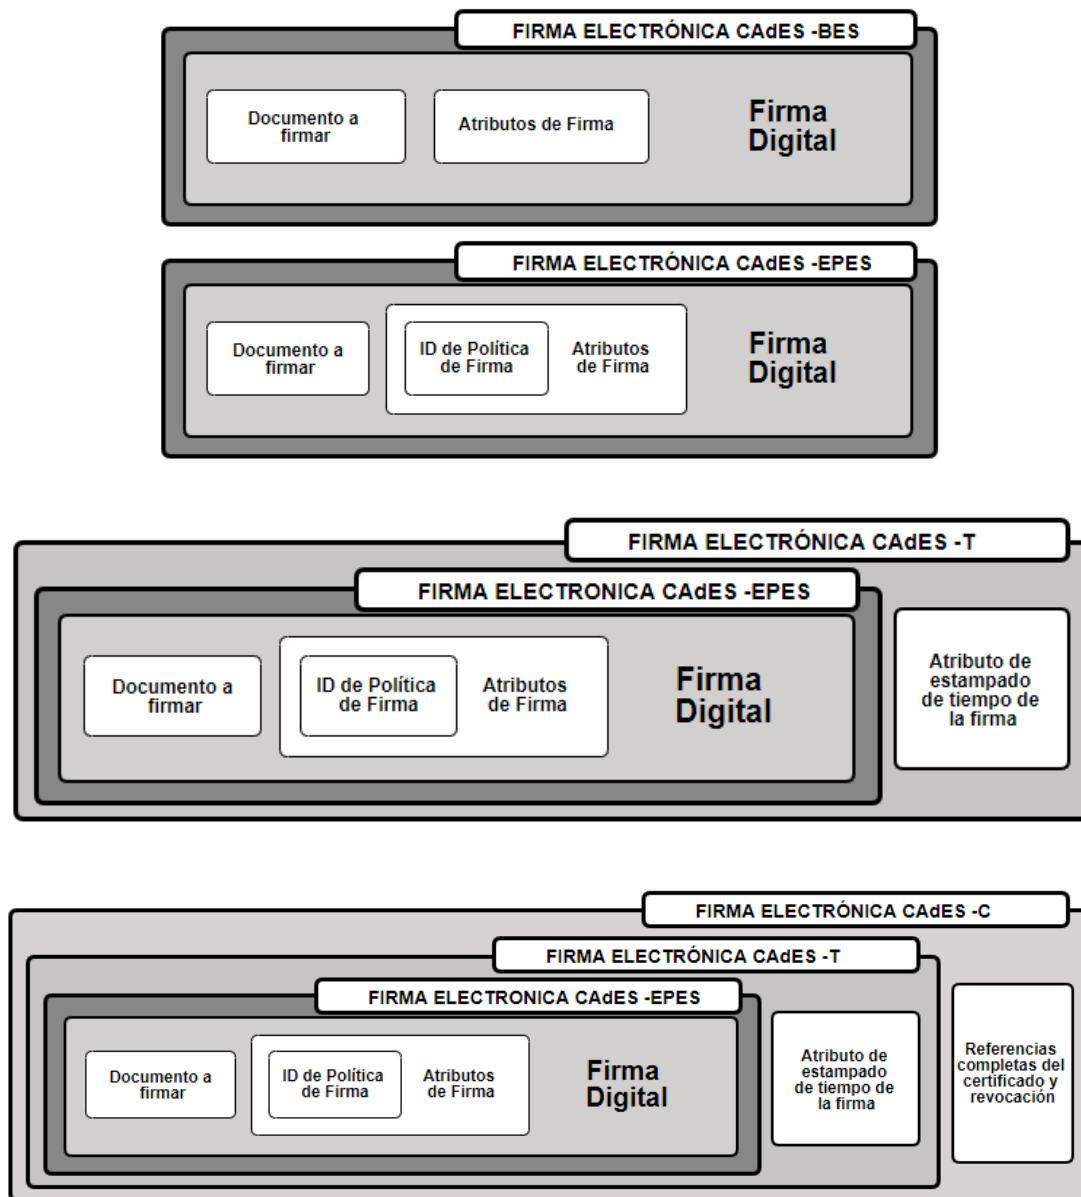 FIRMA ELECTRÓNICA CAdES -BES
Documento a
firmar
Atributos de Firma
Firma
Digital
FIRMA ELECTRÓNICA CAdES -EPES
Documento a
firmar
ID de Política
de Firma
Atributos
de Firma
Firma
Digital
FIRMA ELECTRÓNICA CAdES -T
FIRMA ELECTRONICA CAdES -EPES
Documento a
firmar
ID de Política
de Firma
Atributos
de Firma
Firma
Digital
Atributo de
estampado
de tiempo de
la firma
FIRMA ELECTRÓNICA CAdES -C
FIRMA ELECTRÓNICA CAdES -T
FIRMA ELECTRONICA CAdES -EPES
Documento a
firmar
ID de Política
de Firma
Atributos
de Firma
Firma
Digital
Atributo de
estampado
de tiempo de
la firma
Referencias
completas del
certificado y
revocación